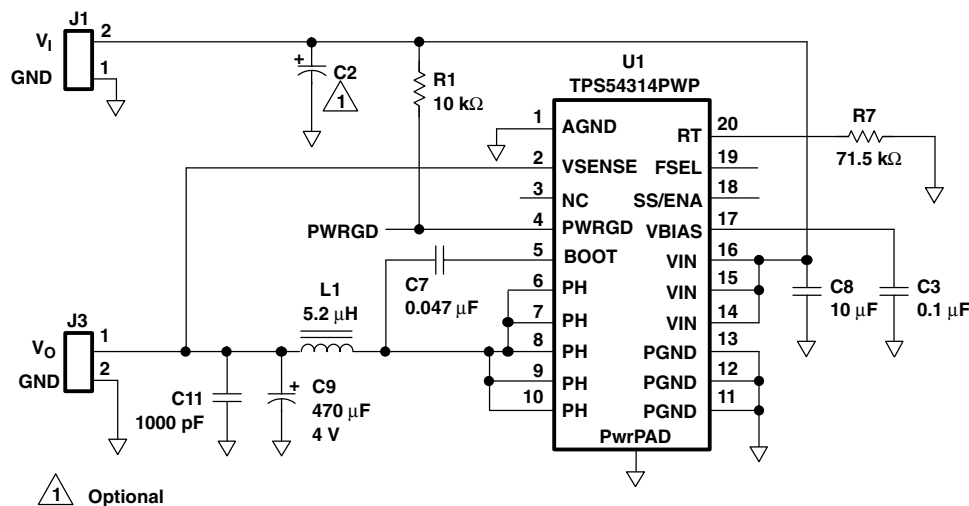 J1
V_I
2
GND
1
C2
+
1
R1
10 kΩ
U1
TPS54314PWP
1
AGND
2
VSENSE
3
NC
4
PWRGD
5
BOOT
6
PH
7
PH
8
PH
9
PH
10
PH
RT
20
FSEL
19
SS/ENA
18
VBIAS
17
VIN
16
VIN
15
VIN
14
PGND
13
PGND
12
PGND
11
PwrPAD
R7
71.5 kΩ
PWRGD
C7
0.047 μF
L1
5.2 μH
C8
10 μF
C3
0.1 μF
J3
V_O
1
GND
2
C11
1000 pF
+
C9
470 μF
4 V
1 Optional